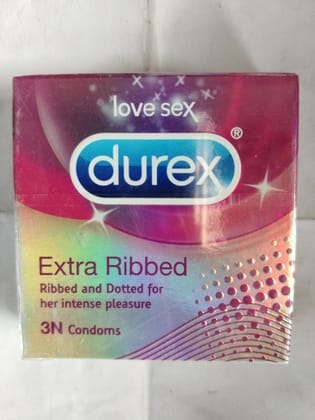 love sex
durex®
Extra Ribbed
Ribbed and Dotted for
her intense pleasure
3N Condoms